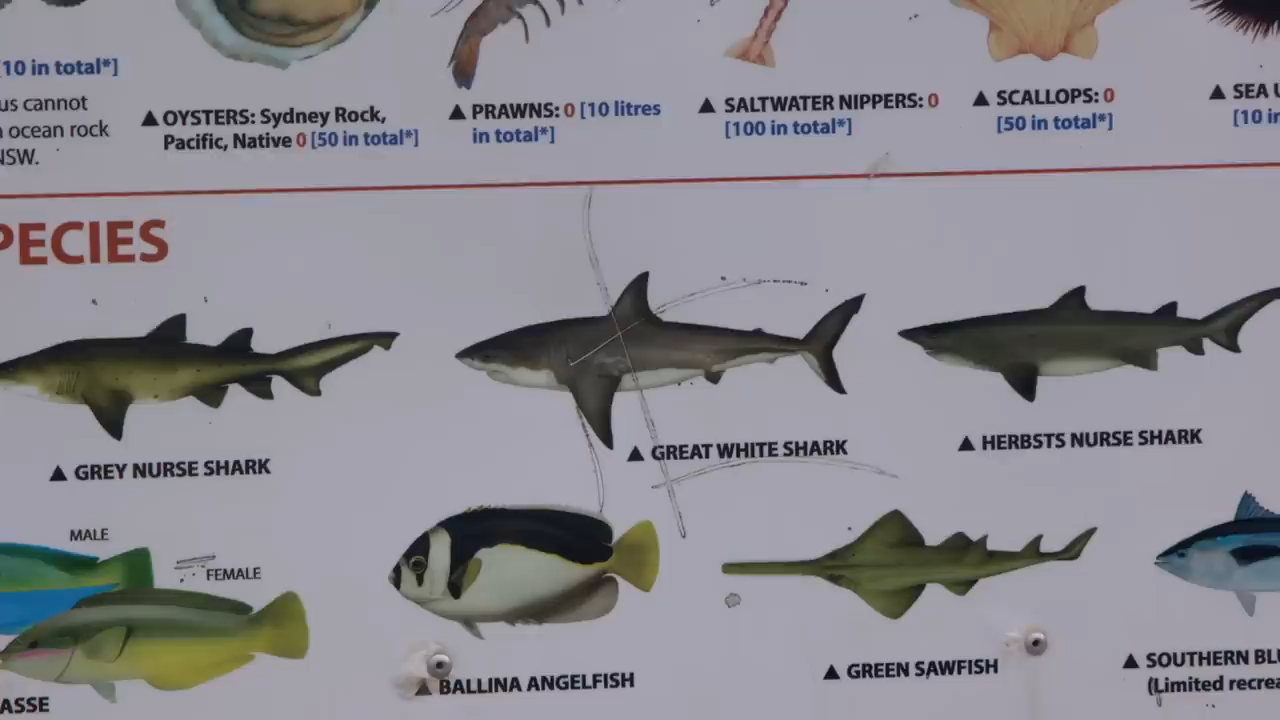 [10 in total*]
us cannot
ocean rock
NSW.
▲ OYSTERS: Sydney Rock,
Pacific, Native 0 [50 in total*]
▲ PRAWNS: 0 [10 litres
in total*]
▲ SALTWATER NIPPERS: 0
[100 in total*]
▲ SCALLOPS: 0
[50 in total*]
▲ SEA
[10 in
PECIES
▲ GREY NURSE SHARK
▲ GREAT WHITE SHARK
▲ HERBSTS NURSE SHARK
MALE
FEMALE
ASSE
▲ BALLINA ANGELFISH
▲ GREEN SAWFISH
▲ SOUTHERN BLU
(Limited recrea